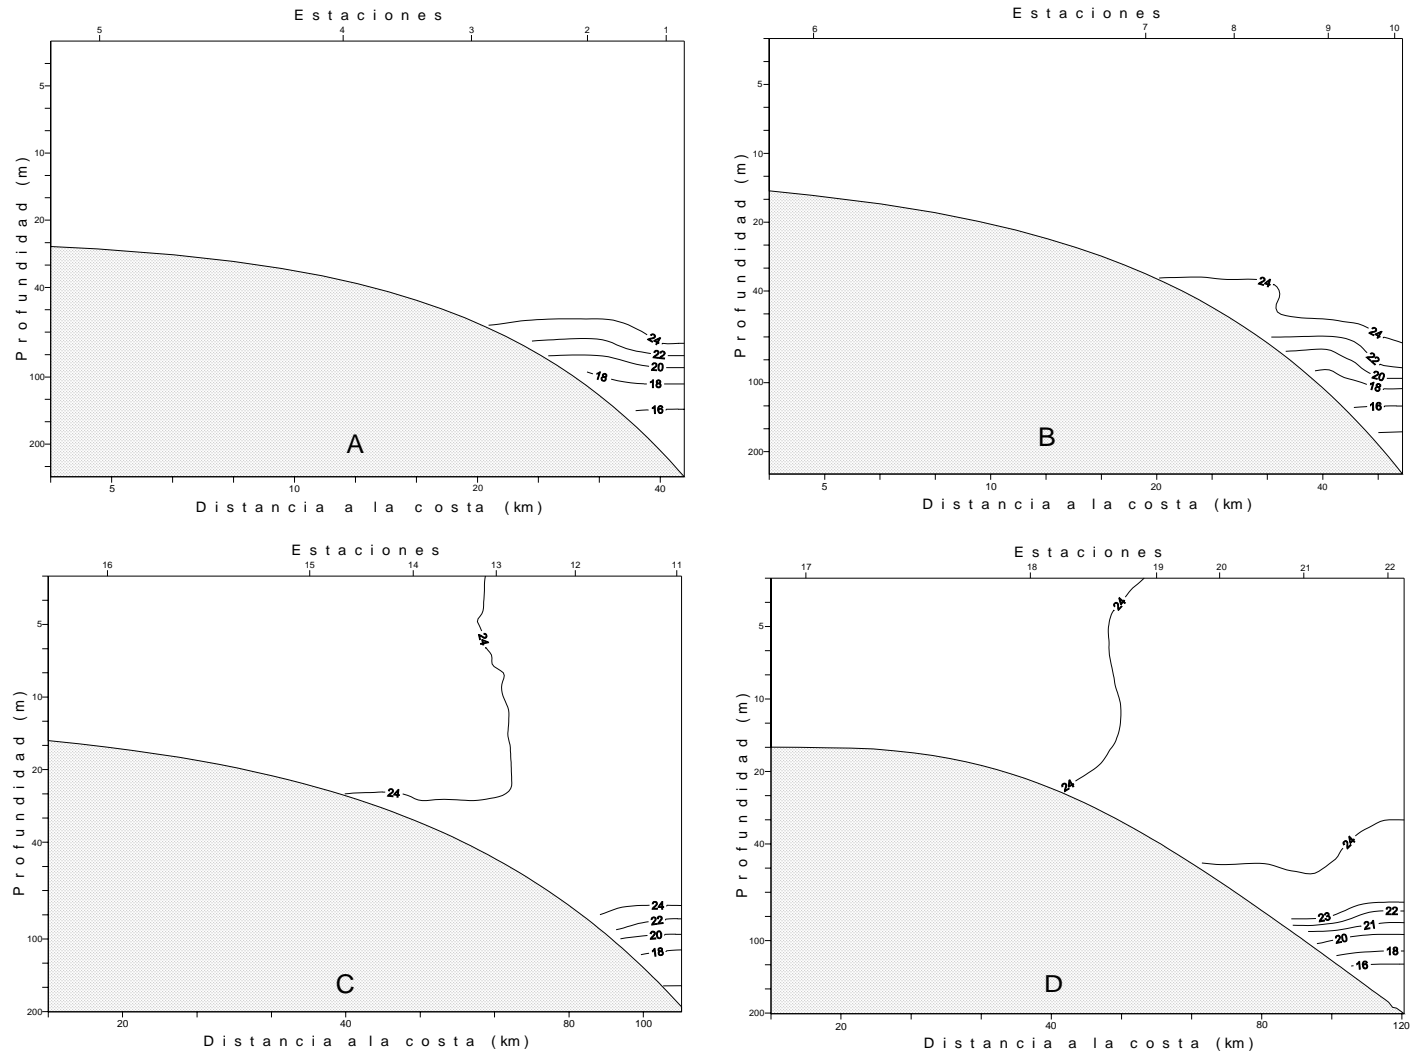 Estaciones
5 4 3 2 1
Profundidad (m)
5
10
20
40
100
200
24
22
20
18 18
16
A
5 10 20 40
Distancia a la costa (km)
Estaciones
6 7 8 9 10
Profundidad (m)
5
10
20
40
100
200
24
24
22
20
18
16
B
5 10 20 40
Distancia a la costa (km)
Estaciones
16 15 14 13 12 11
Profundidad (m)
5
10
20
40
100
200
24
24
24
22
20
18
C
20 40 80 100
Distancia a la costa (km)
Estaciones
17 18 19 20 21 22
Profundidad (m)
5
10
20
40
100
200
24
24
24
23 22
21
20
18
16
D
20 40 80 120
Distancia a la costa (km)